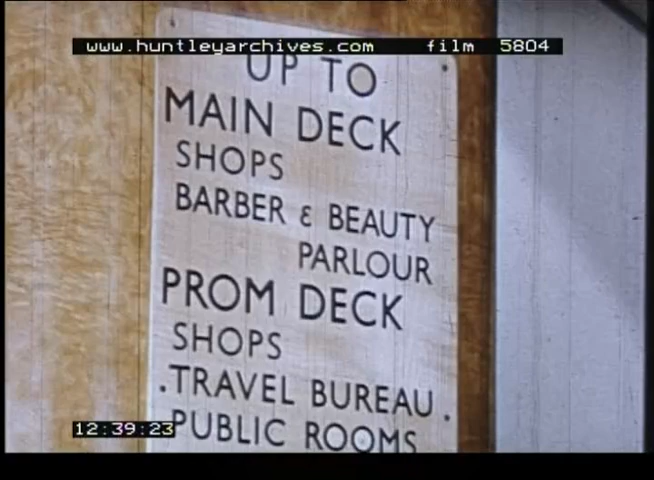 www.huntleyarchives.com film 5804
UP TO
MAIN DECK
SHOPS
BARBER & BEAUTY
PARLOUR
PROM DECK
SHOPS
.TRAVEL BUREAU.
12:39:23
PUBLIC ROOMS